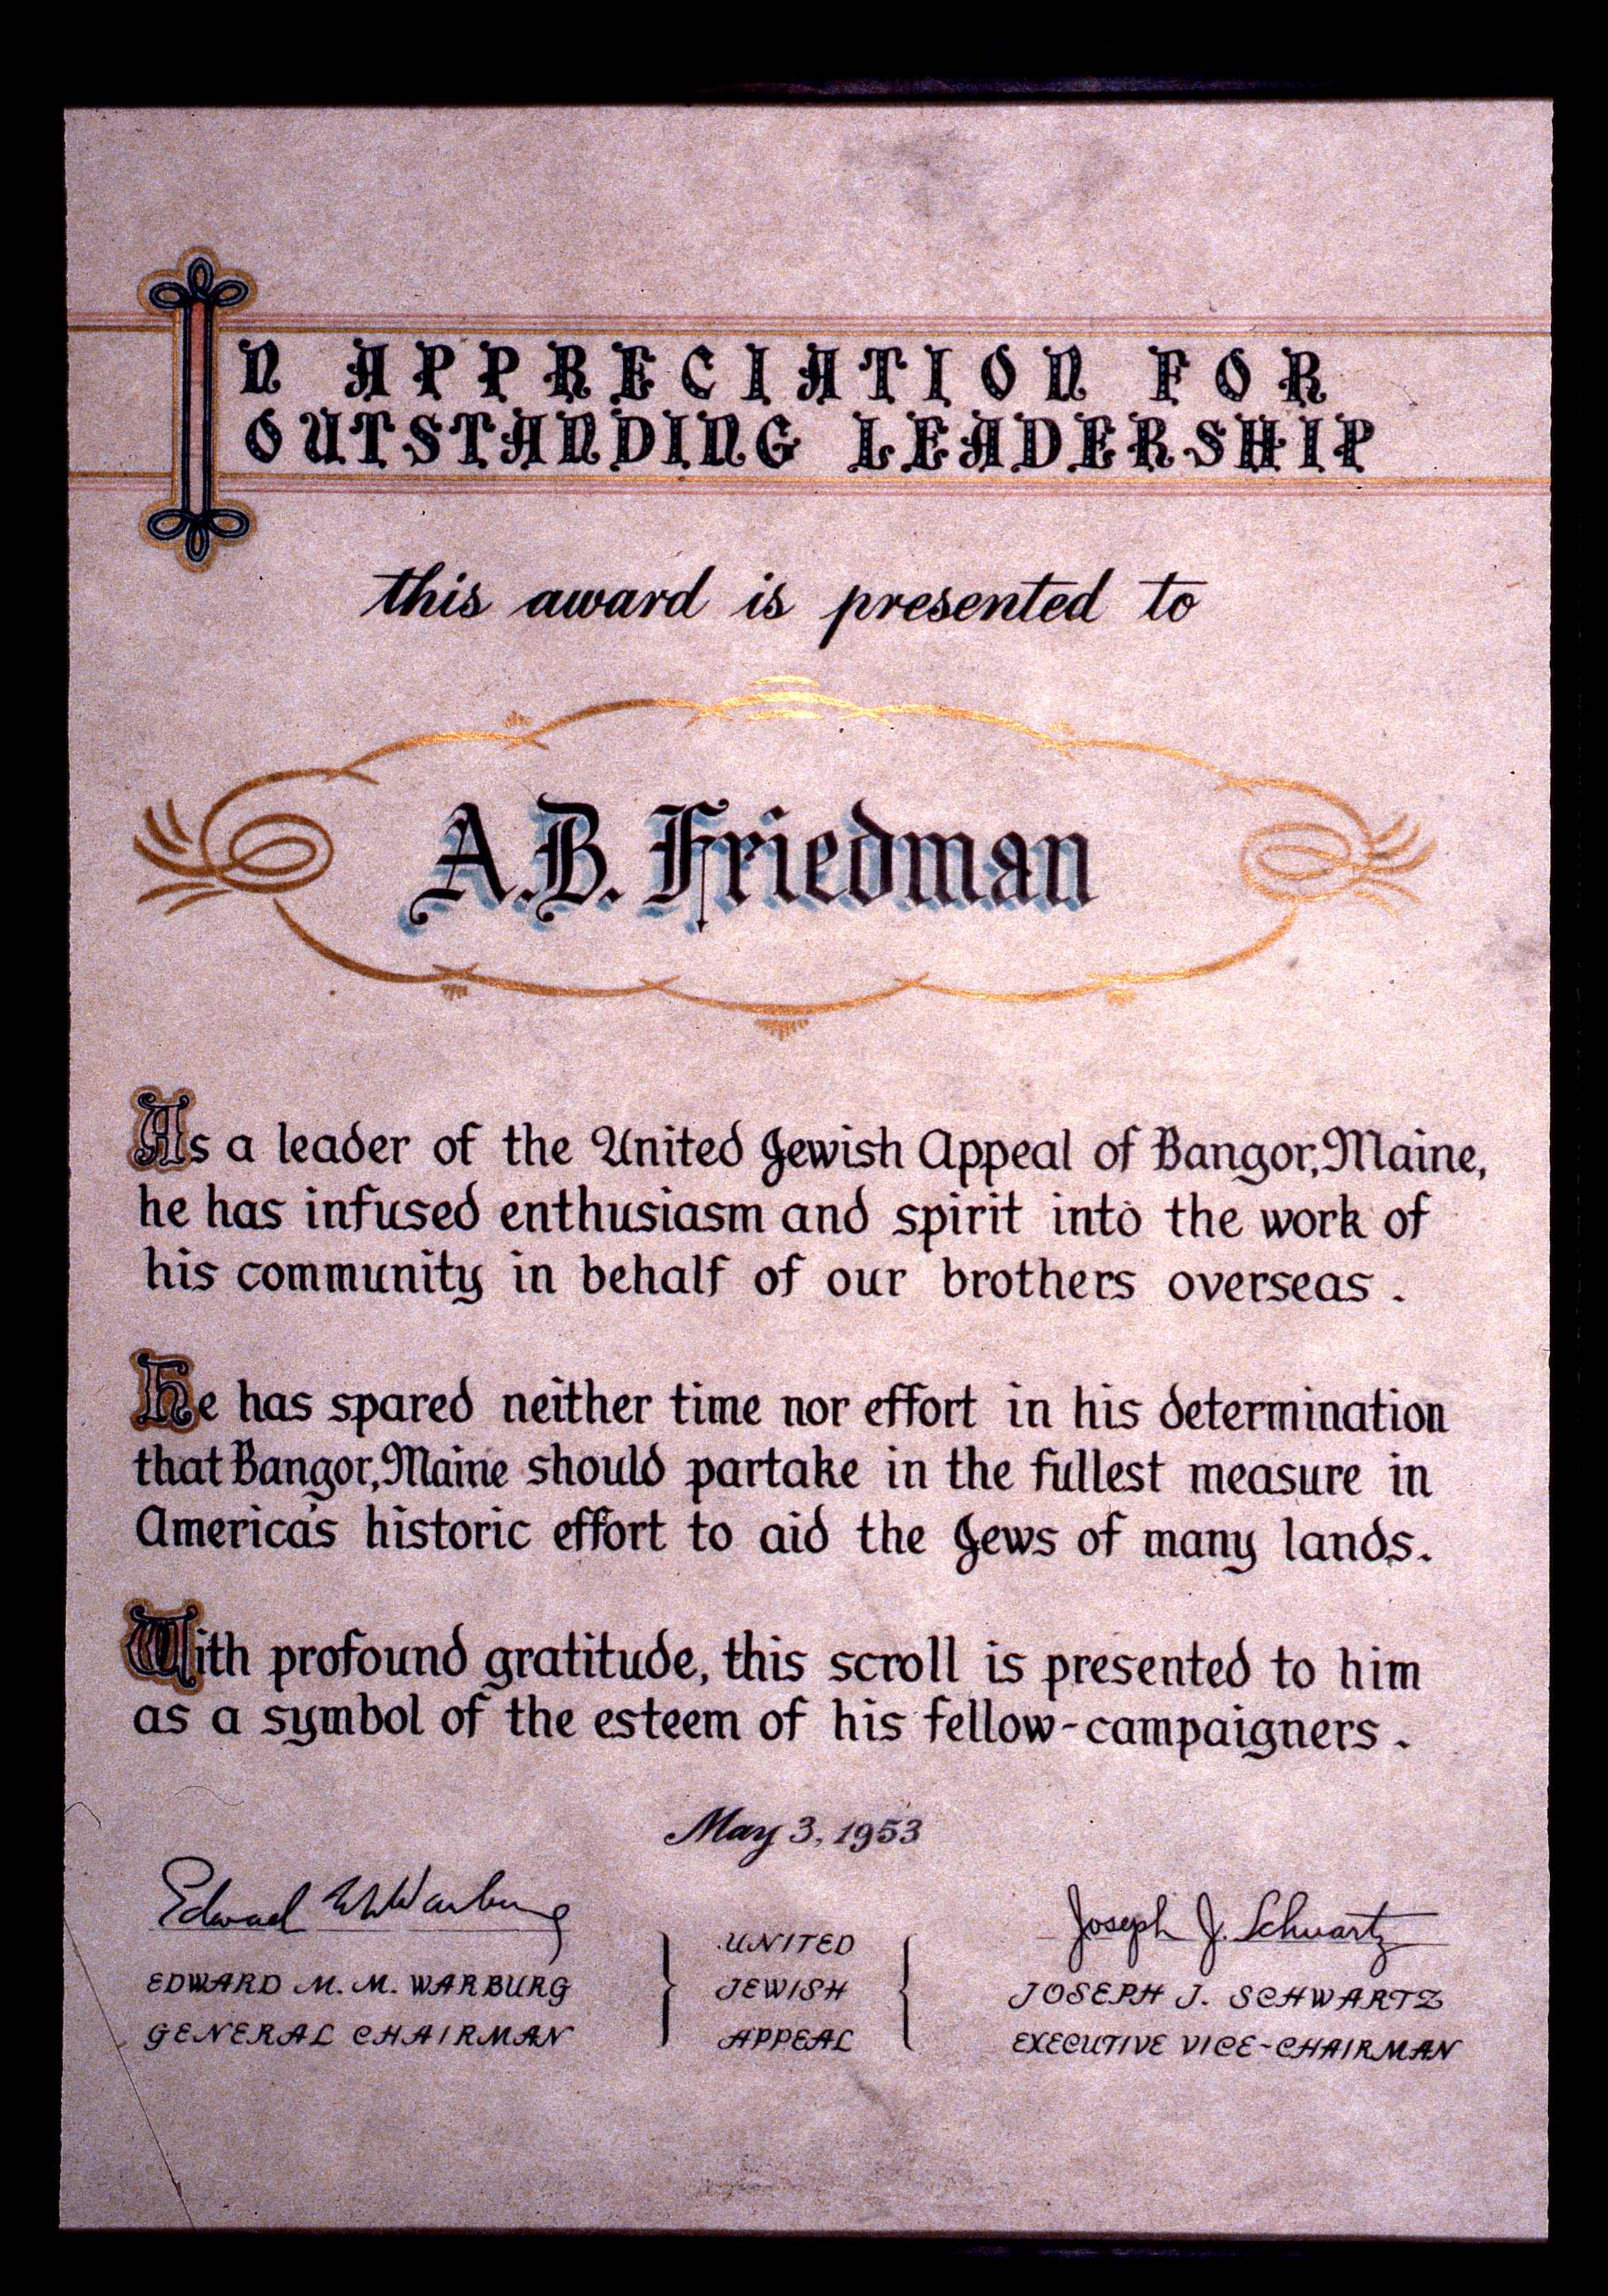 IN APPRECIATION FOR
OUTSTANDING LEADERSHIP
this award is presented to
A.B. Friedman
As a leader of the United Jewish Appeal of Bangor, Maine,
he has infused enthusiasm and spirit into the work of
his community in behalf of our brothers overseas.
He has spared neither time nor effort in his determination
that Bangor, Maine should partake in the fullest measure in
America's historic effort to aid the Jews of many lands.
With profound gratitude, this scroll is presented to him
as a symbol of the esteem of his fellow-campaigners.
May 3, 1953
Edward M M Warburg
EDWARD M. M. WARBURG
GENERAL CHAIRMAN
UNITED
JEWISH
APPEAL
Joseph J. Schwartz
JOSEPH J. SCHWARTZ
EXECUTIVE VICE-CHAIRMAN